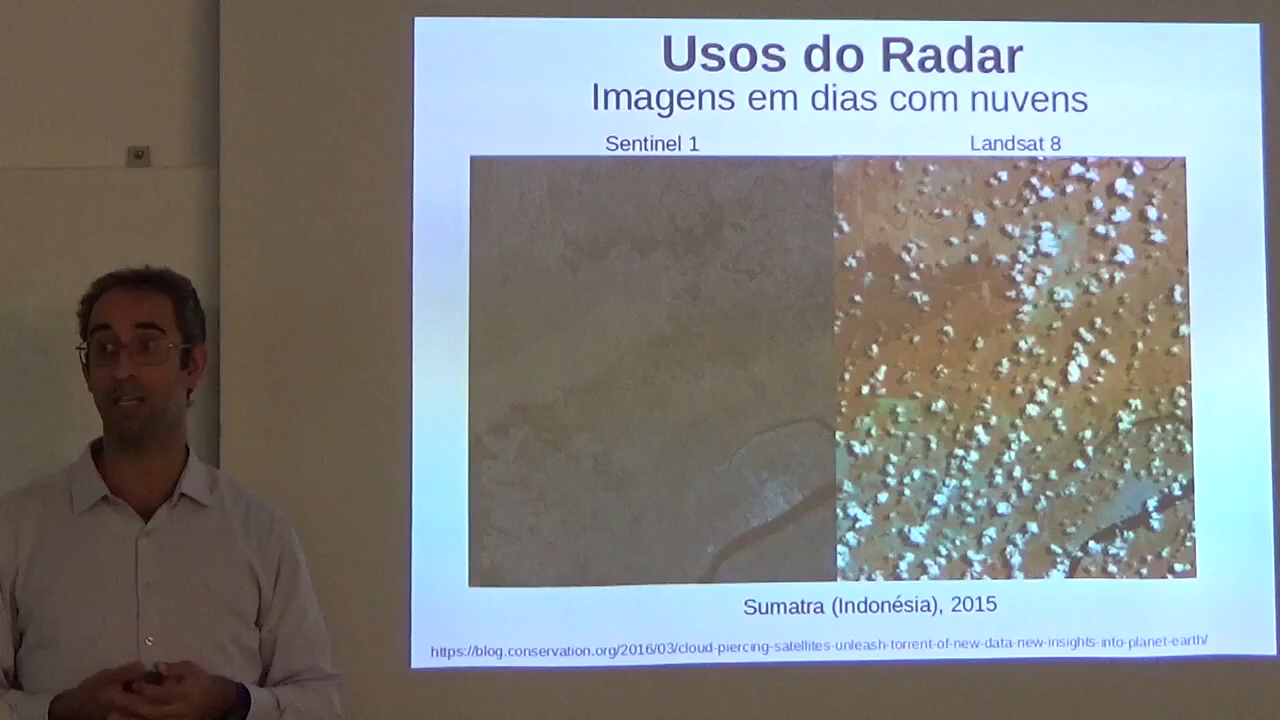 Usos do Radar
Imagens em dias com nuvens
Sentinel 1
Landsat 8
Sumatra (Indonésia), 2015
https://blog.conservation.org/2016/03/cloud-piercing-satellites-unleash-torrent-of-new-data-new-insights-into-planet-earth/